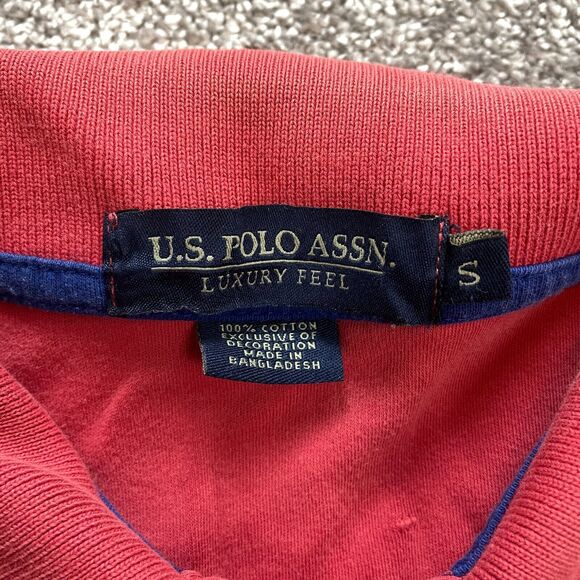 U.S. POLO ASSN.
LUXURY FEEL
S
100% COTTON
EXCLUSIVE OF
DECORATION
MADE IN
BANGLADESH